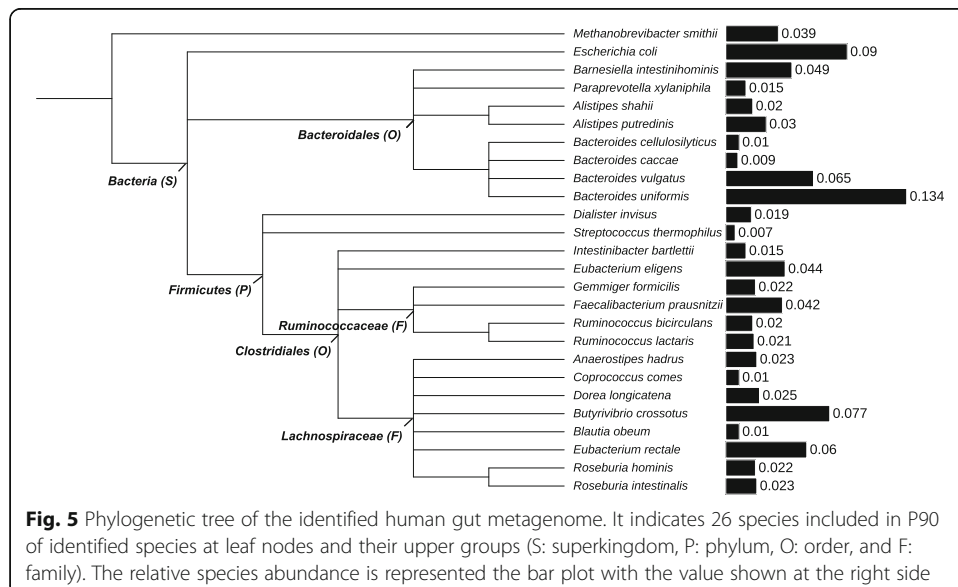 Methanobrevibacter smithii 0.039
Escherichia coli 0.09
Barnesiella intestinihominis 0.049
Paraprevotella xylaniphila 0.015
Alistipes shahii 0.02
Bacteroidales (O)
Alistipes putredinis 0.03
Bacteroides cellulosilyticus 0.01
Bacteroides caccae 0.009
Bacteria (S)
Bacteroides vulgatus 0.065
Bacteroides uniformis 0.134
Dialister invisus 0.019
Streptococcus thermophilus 0.007
Intestinibacter bartlettii 0.015
Eubacterium eligens 0.044
Firmicutes (P)
Gemmiger formicilis 0.022
Faecalibacterium prausnitzii 0.042
Ruminococcaceae (F)
Ruminococcus bicirculans 0.02
Ruminococcus lactaris 0.021
Clostridiales (O)
Anaerostipes hadrus 0.023
Coprococcus comes 0.01
Dorea longicatena 0.025
Butyrivibrio crossotus 0.077
Lachnospiraceae (F)
Blautia obeum 0.01
Eubacterium rectale 0.06
Roseburia hominis 0.022
Roseburia intestinalis 0.023
Fig. 5 Phylogenetic tree of the identified human gut metagenome. It indicates 26 species included in P90
of identified species at leaf nodes and their upper groups (S: superkingdom, P: phylum, O: order, and F:
family). The relative species abundance is represented the bar plot with the value shown at the right side